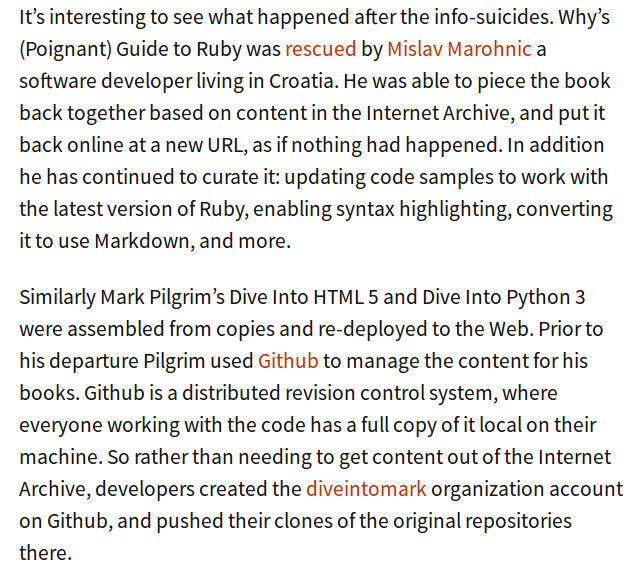 It’s interesting to see what happened after the info-suicides. Why’s
(Poignant) Guide to Ruby was rescued by Mislav Marohnic a
software developer living in Croatia. He was able to piece the book
back together based on content in the Internet Archive, and put it
back online at a new URL, as if nothing had happened. In addition
he has continued to curate it: updating code samples to work with
the latest version of Ruby, enabling syntax highlighting, converting
it to use Markdown, and more.
Similarly Mark Pilgrim’s Dive Into HTML 5 and Dive Into Python 3
were assembled from copies and re-deployed to the Web. Prior to
his departure Pilgrim used Github to manage the content for his
books. Github is a distributed revision control system, where
everyone working with the code has a full copy of it local on their
machine. So rather than needing to get content out of the Internet
Archive, developers created the diveintomark organization account
on Github, and pushed their clones of the original repositories
there.